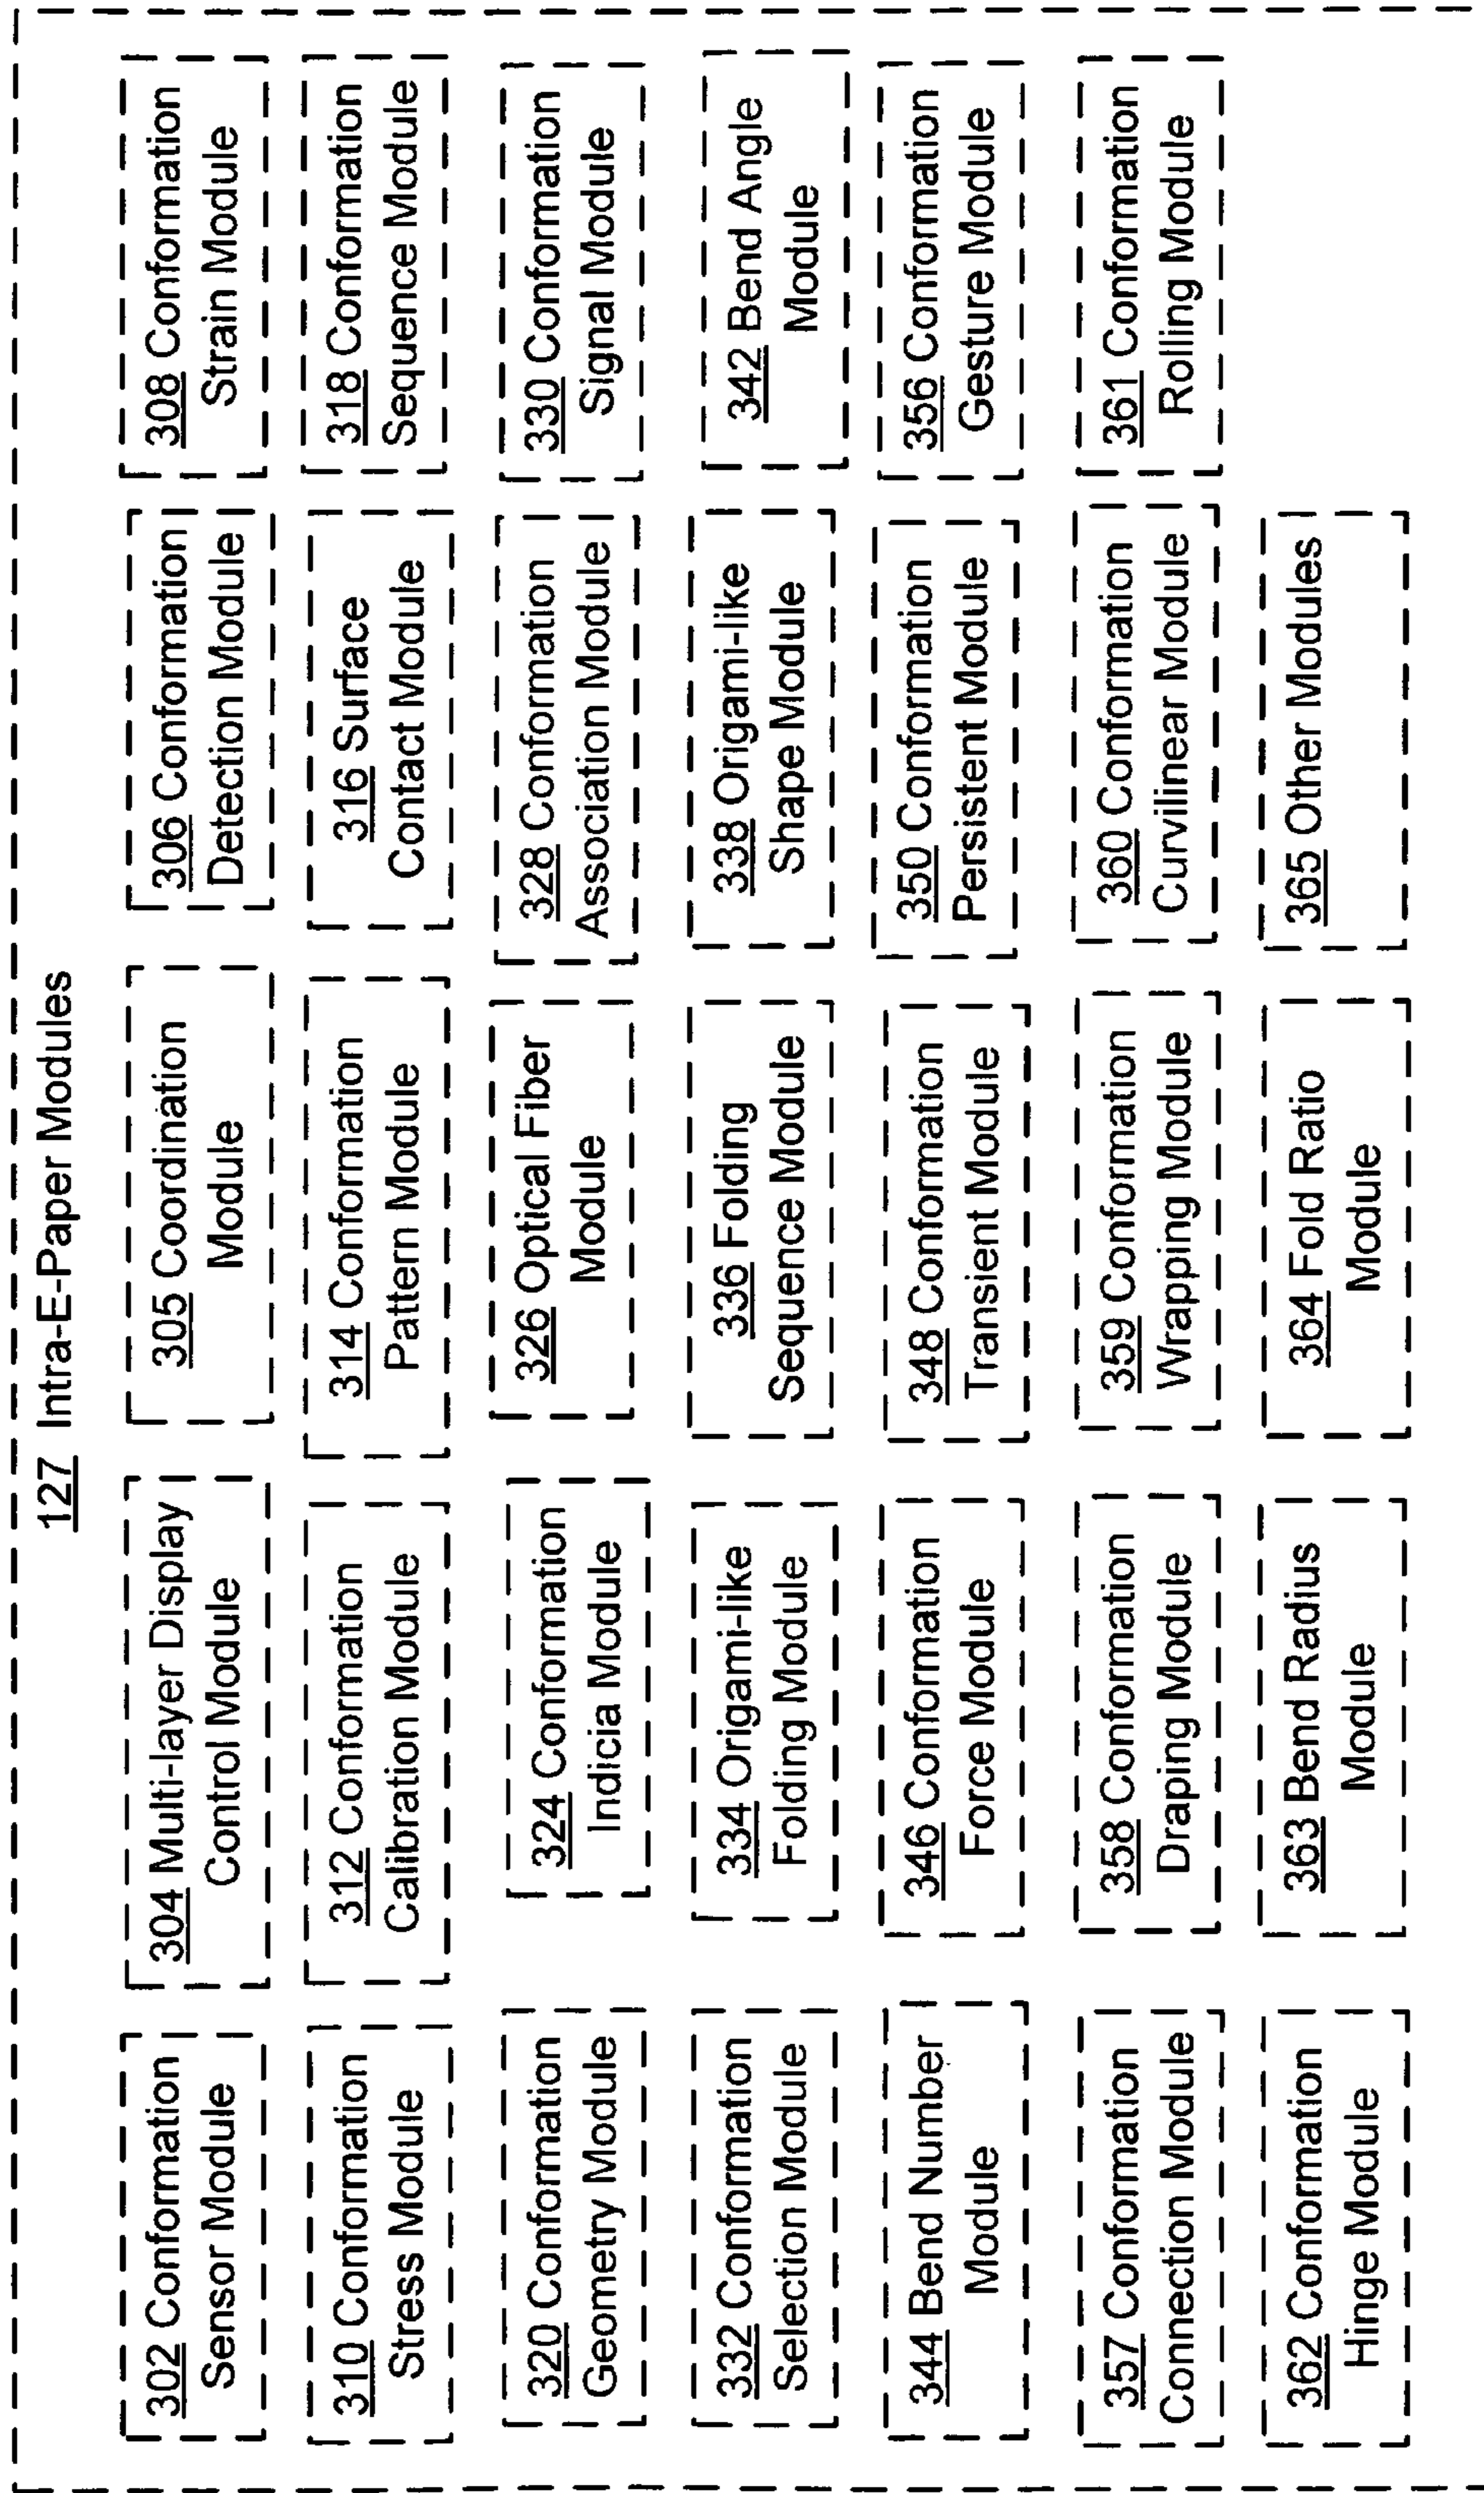 127 Intra-E-Paper Modules
302 Conformation
Sensor Module
304 Multi-layer Display
Control Module
305 Coordination
Module
306 Conformation
Detection Module
308 Conformation
Strain Module
310 Conformation
Stress Module
312 Conformation
Calibration Module
314 Conformation
Pattern Module
316 Surface
Contact Module
318 Conformation
Sequence Module
320 Conformation
Geometry Module
324 Conformation
Indicia Module
326 Optical Fiber
Module
328 Conformation
Association Module
330 Conformation
Signal Module
332 Conformation
Selection Module
334 Origami-like
Folding Module
336 Folding
Sequence Module
338 Origami-like
Shape Module
342 Bend Angle
Module
344 Bend Number
Module
346 Conformation
Force Module
348 Conformation
Transient Module
350 Conformation
Persistent Module
356 Conformation
Gesture Module
357 Conformation
Connection Module
358 Conformation
Draping Module
359 Conformation
Wrapping Module
360 Conformation
Curvilinear Module
361 Conformation
Rolling Module
362 Conformation
Hinge Module
363 Bend Radius
Module
364 Fold Ratio
Module
365 Other Modules